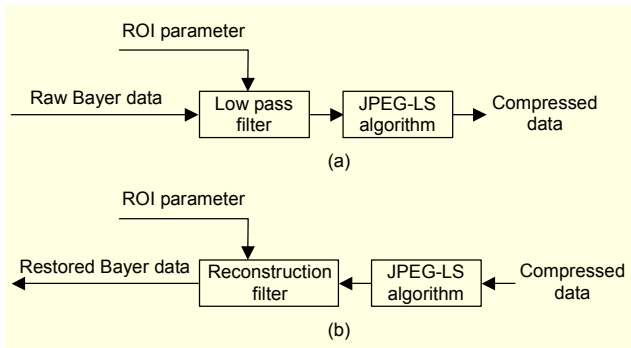 ROI parameter
Raw Bayer data
Low pass
filter
JPEG-LS
algorithm
Compressed
data
(a)
ROI parameter
Restored Bayer data
Reconstruction
filter
JPEG-LS
algorithm
Compressed
data
(b)